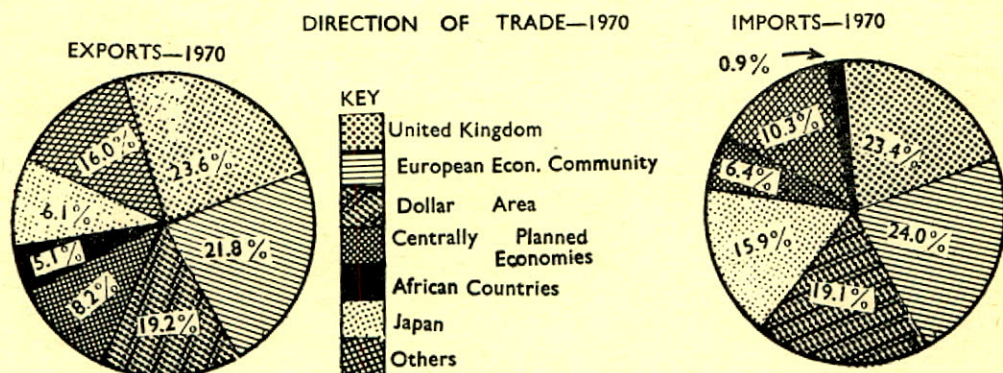 DIRECTION OF TRADE—1970
EXPORTS—1970
16.0%
23.6%
6.1%
5.1%
8.2%
19.2%
21.8%
KEY
United Kingdom
European Econ. Community
Dollar Area
Centrally Planned
Economies
African Countries
Japan
Others
IMPORTS—1970
0.9%
10.3%
23.4%
6.4%
15.9%
24.0%
19.1%